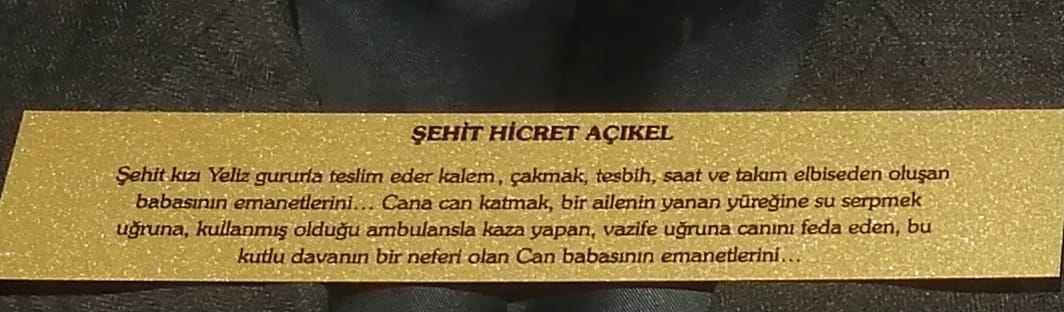 ŞEHİT HİCRET AÇIKEL
Şehit kızı Yeliz gururla teslim eder kalem, çakmak, tesbih, saat ve takım elbiseden oluşan
babasının emanetlerini... Cana can katmak, bir ailenin yanan yüreğine su serpmek
uğruna, kullanmış olduğu ambulansla kaza yapan, vazife uğruna canını feda eden, bu
kutlu davanın bir neferi olan Can babasının emanetlerini...